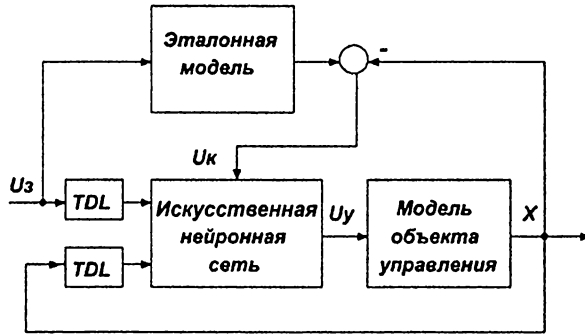 Эталонная
модель
-
Uк
Uз
TDL
Искусственная
нейронная
сеть
Uу
Модель
объекта
управления
X
TDL